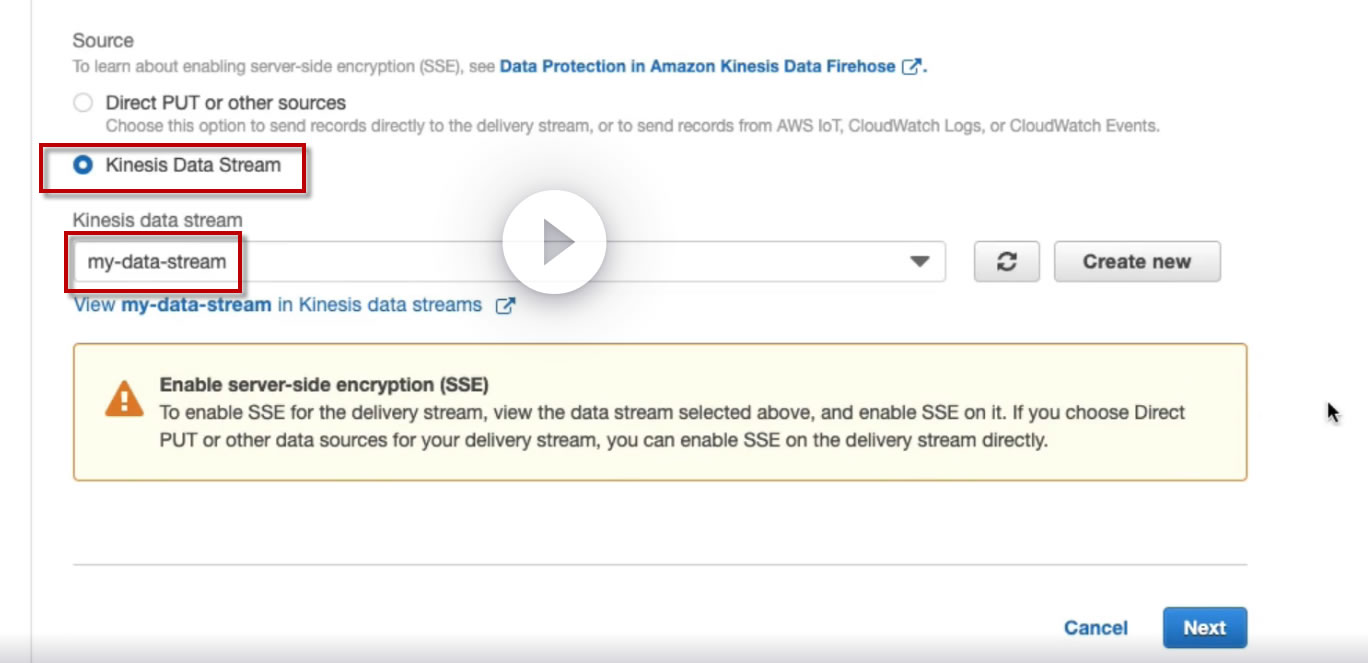 Source
To learn about enabling server-side encryption (SSE), see Data Protection in Amazon Kinesis Data Firehose .
Direct PUT or other sources
Choose this option to send records directly to the delivery stream, or to send records from AWS IoT, CloudWatch Logs, or CloudWatch Events.
Kinesis Data Stream
Kinesis data stream
my-data-stream
Create new
View my-data-stream in Kinesis data streams
Enable server-side encryption (SSE)
To enable SSE for the delivery stream, view the data stream selected above, and enable SSE on it. If you choose Direct
PUT or other data sources for your delivery stream, you can enable SSE on the delivery stream directly.
Cancel
Next